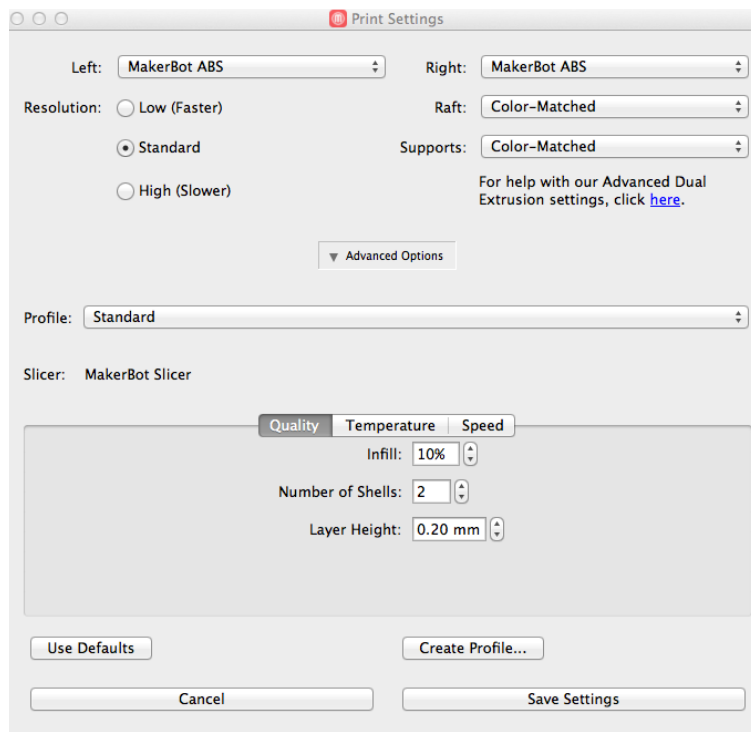 Print Settings
Left: MakerBot ABS
Right: MakerBot ABS
Resolution: Low (Faster)
Raft: Color-Matched
Standard
Supports: Color-Matched
High (Slower)
For help with our Advanced Dual
Extrusion settings, click here.
Advanced Options
Profile: Standard
Slicer: MakerBot Slicer
Quality Temperature Speed
Infill: 10%
Number of Shells: 2
Layer Height: 0.20 mm
Use Defaults
Create Profile...
Cancel
Save Settings